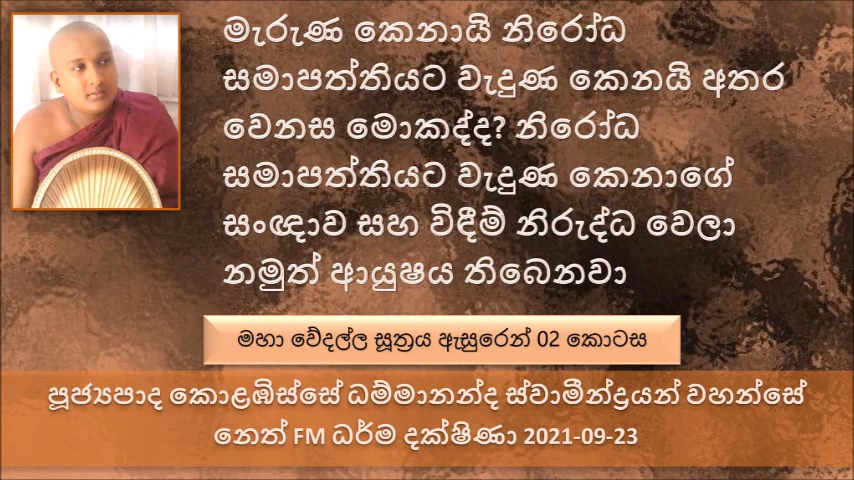 මැරුණ කෙනායි නිරෝධ
සමාපත්තියට වැදුණ කෙනයි අතර
වෙනස මොකද්ද? නිරෝධ
සමාපත්තියට වැදුණ කෙනාගේ
සංඥාව සහ විඳීම් නිරුද්ධ වෙලා
නමුත් ආයුෂය තිබෙනවා
මහා වේදල්ල සූත්‍රය ඇසුරෙන් 02 කොටස
පූජ්‍යපාද කොළඹිස්සේ ධම්මානන්ද ස්වාමීන්ද්‍රයන් වහන්සේ
නෙත් FM ධර්ම දක්ෂිණා 2021-09-23